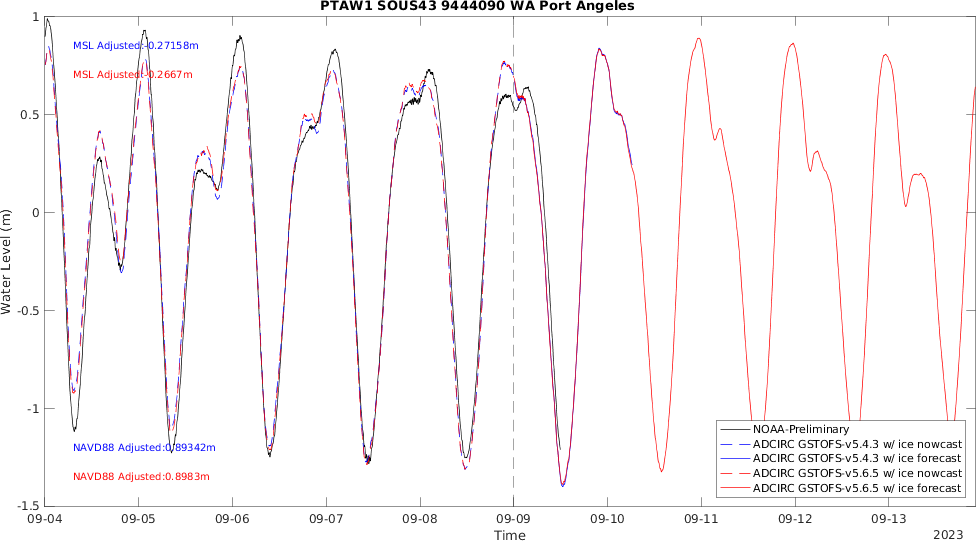 PTAW1 SOUS43 9444090 WA Port Angeles
MSL Adjusted:-0.27158m
MSL Adjusted:-0.2667m
NAVD88 Adjusted:0.89342m
NAVD88 Adjusted:0.8983m
Water Level (m)
1
0.5
0
-0.5
-1
-1.5
NOAA-Preliminary
ADCIRC GSTOFS-v5.4.3 w/ ice nowcast
ADCIRC GSTOFS-v5.4.3 w/ ice forecast
ADCIRC GSTOFS-v5.6.5 w/ ice nowcast
ADCIRC GSTOFS-v5.6.5 w/ ice forecast
09-04 09-05 09-06 09-07 09-08 09-09 09-10 09-11 09-12 09-13
Time
2023